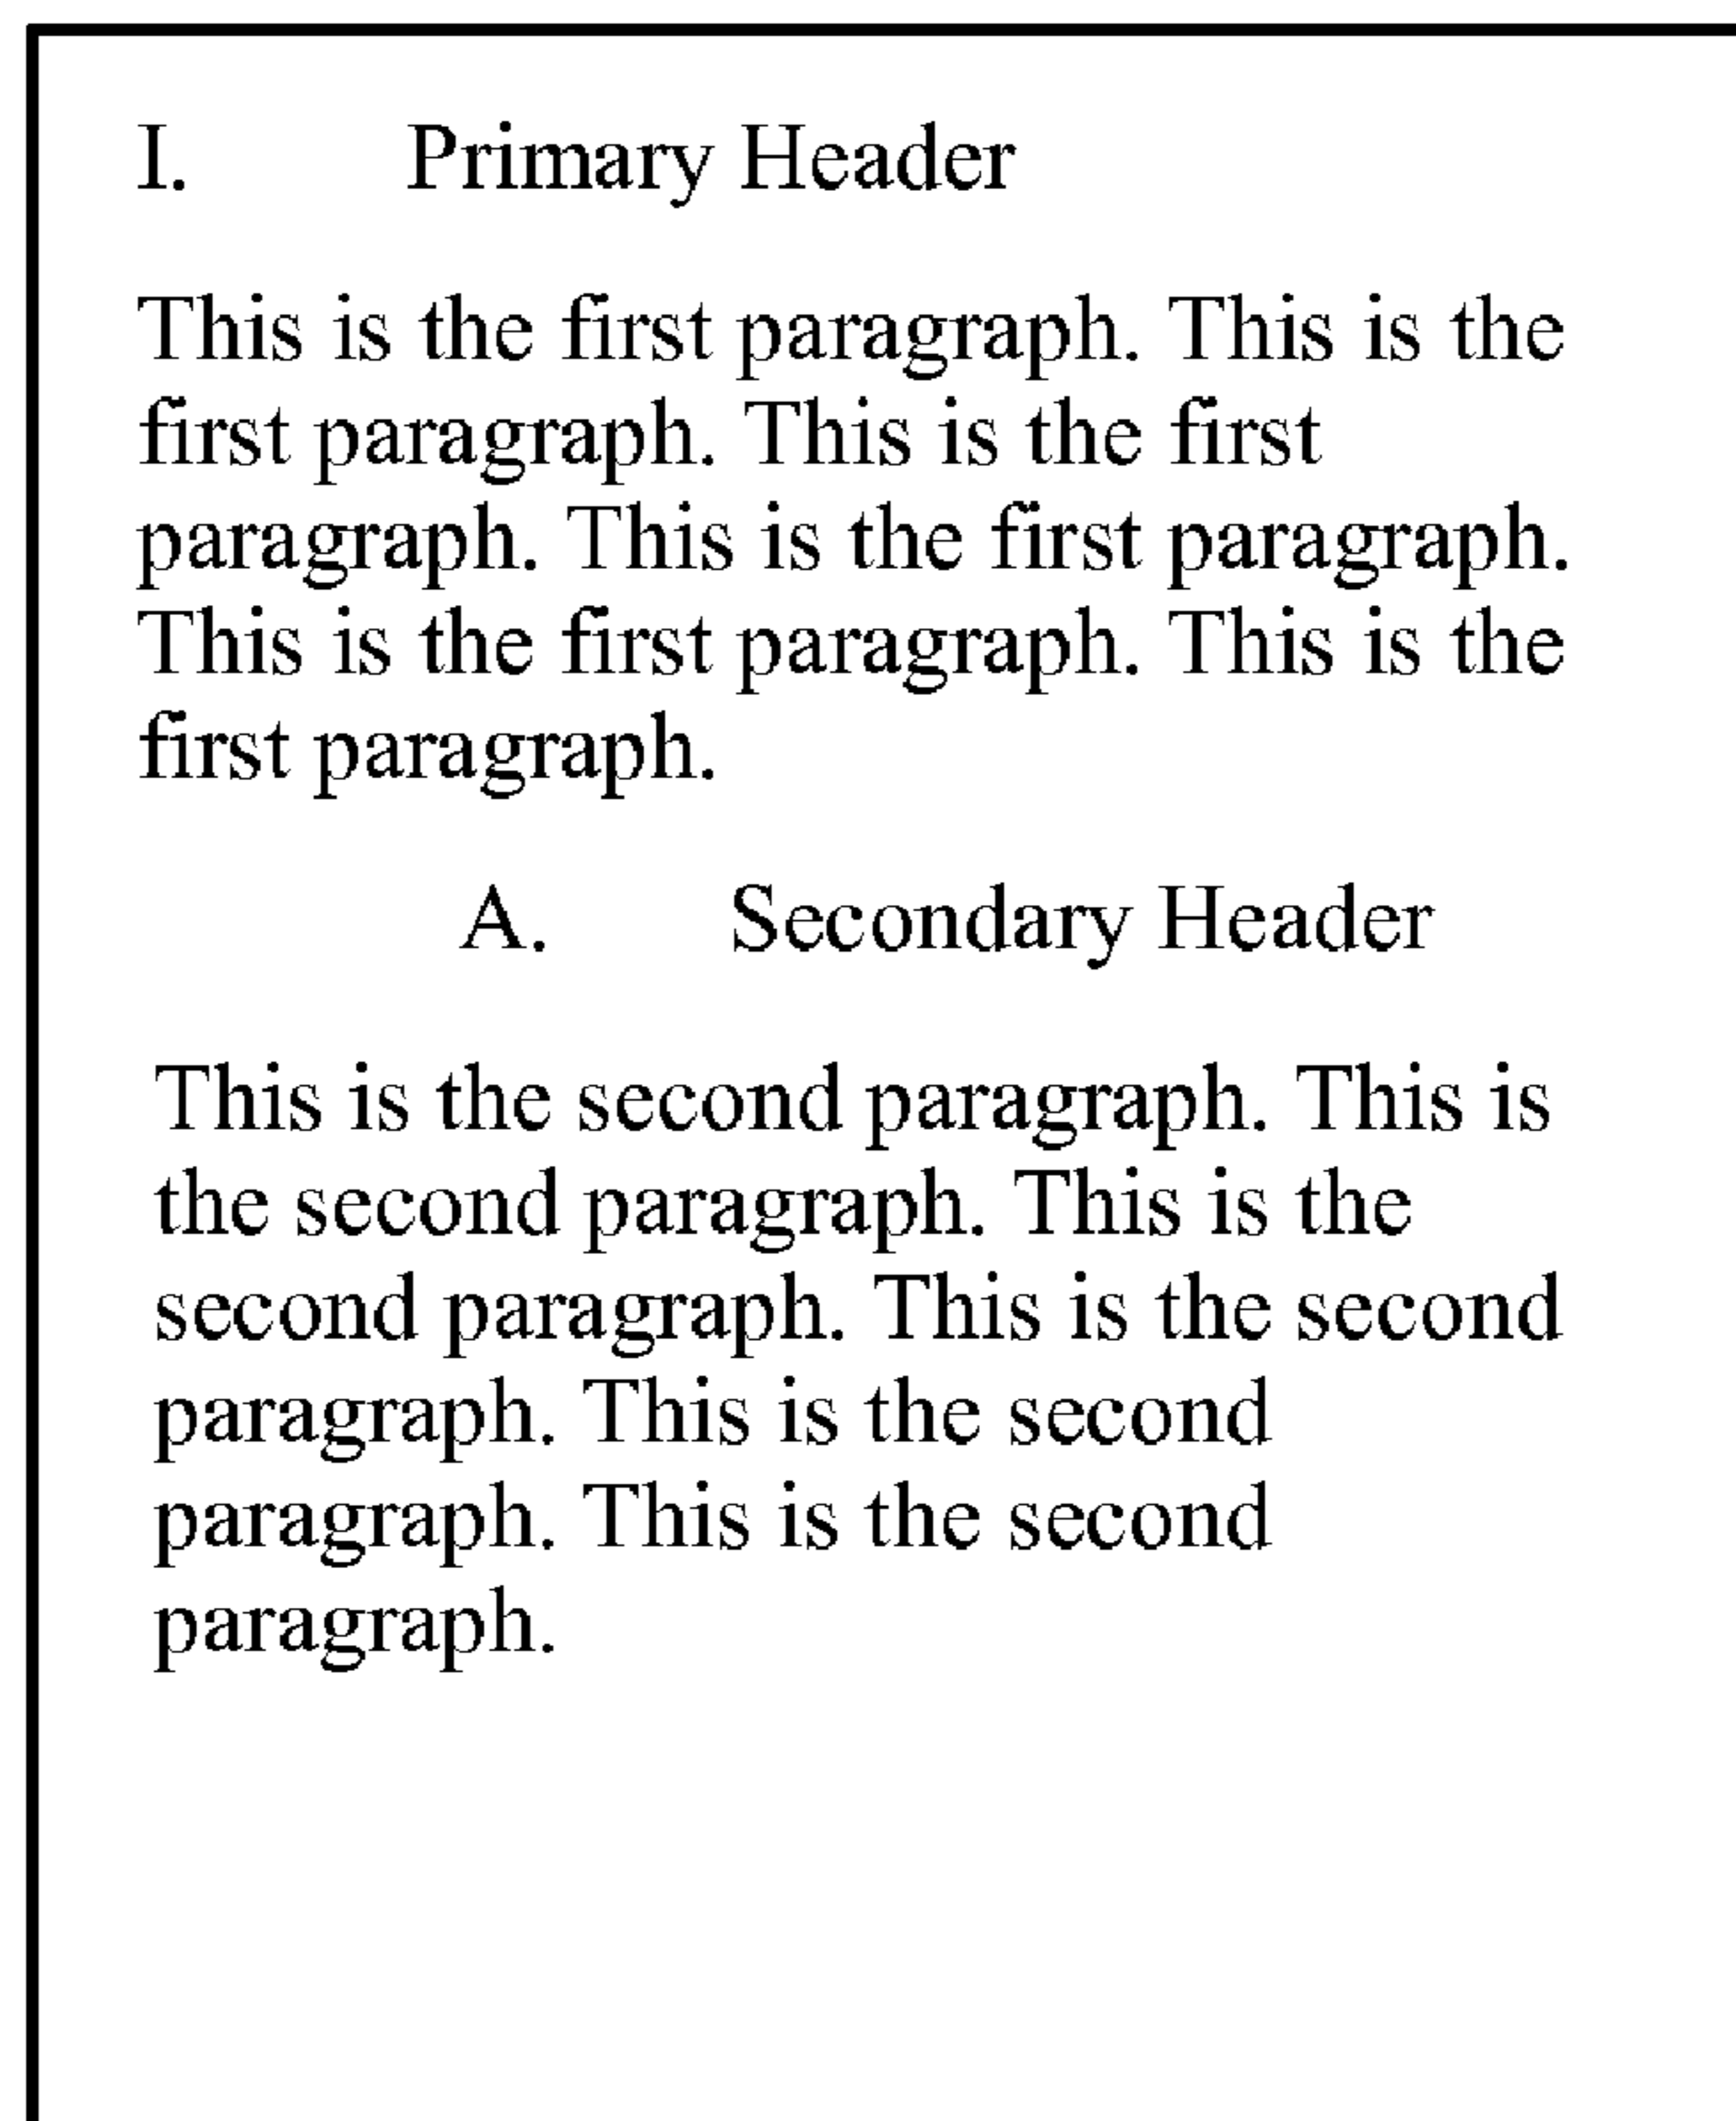 I. Primary Header
This is the first paragraph. This is the
first paragraph. This is the first
paragraph. This is the first paragraph.
This is the first paragraph. This is the
first paragraph.
A. Secondary Header
This is the second paragraph. This is
the second paragraph. This is the
second paragraph. This is the second
paragraph. This is the second
paragraph. This is the second
paragraph.